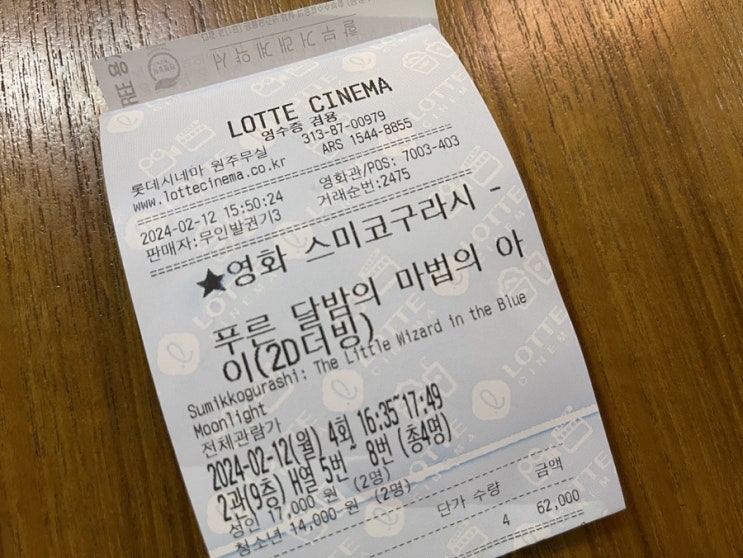 LOTTE CINEMA
영수증 겸용
313-87-00979
롯데시네마 원주무실
ARS 1544-8855
www.lottecinema.co.kr
영화관/POS: 7003-403
2024-02-12 15:50:24
거래순번:2475
판매자:무인발권기3
★영화 스미코구라시 -
푸른 달밤의 마법의 아
이(2D더빙)
Sumikkogurashi: The Little Wizard in the Blue
Moonlight
전체관람가
2024-02-12(월) 4회 16:35~17:49
2관(9층) H열 5번~ 8번 (총4명)
성인 17,000 원 (2명)
청소년 14,000 원 (2명)
단가 수량 금액
4 62,000